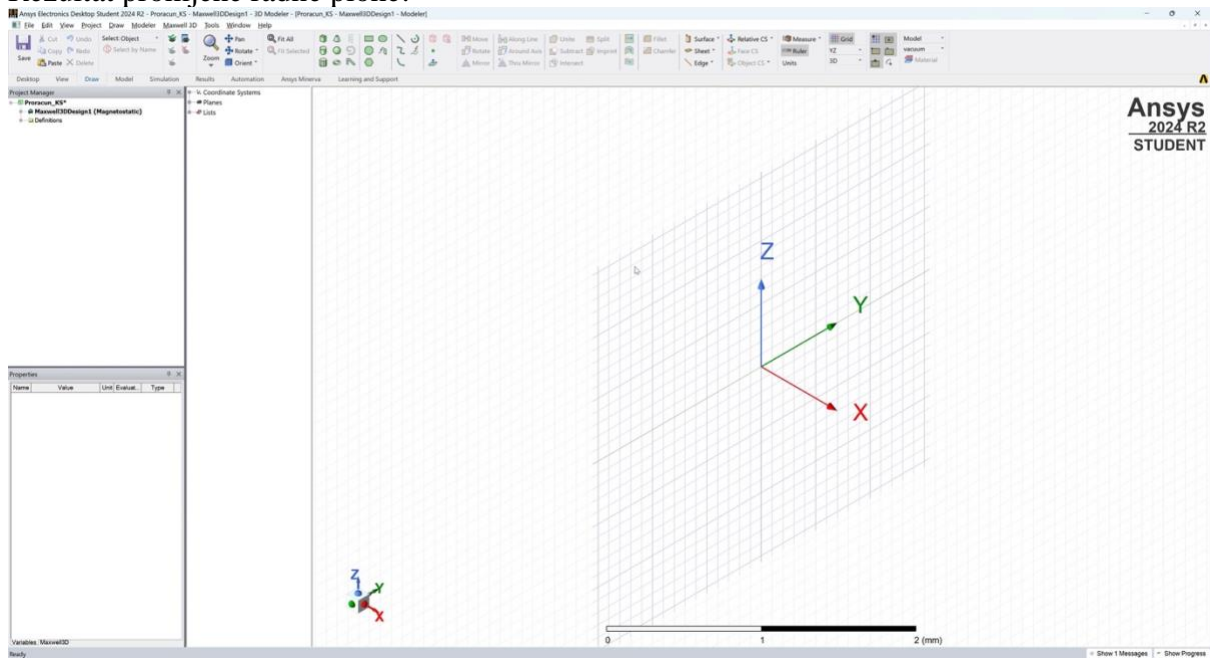 Rezultat promjene radne plohe:
Ansys Electronics Desktop Student 2024 R2 - Proracun_KS - Maxwell3DDesign1 - 3D Modeler - [Proracun_KS - Maxwell3DDesign1 - Modeler]
File Edit View Project Draw Modeler Maxwell 3D Tools Window Help
Save
Cut Undo Select Object
Copy Redo Select by Name
Paste Delete
Zoom
Pan Fit All
Rotate Fit Selected
Orient
Move Along Line Unite Split Fillet
Rotate Around Axis Subtract Imprint Chamfer
Mirror Thru Mirror Intersect
Surface Relative CS Measure Grid Model
Sheet Face CS Ruler YZ vacuum
Edge Object CS Units 3D Material
Desktop View Draw Model Simulation Results Automation Ansys Minerva Learning and Support
Project Manager
Proracun_KS*
Maxwell3DDesign1 (Magnetostatic)
Definitions
Coordinate Systems
Planes
Lists
Ansys
2024 R2
STUDENT
Z
Y
X
Properties
Name Value Unit Evaluat... Type
Z
Y
X
0 1 2 (mm)
Variables Maxwell3D
Ready
Show 1 Messages Show Progress